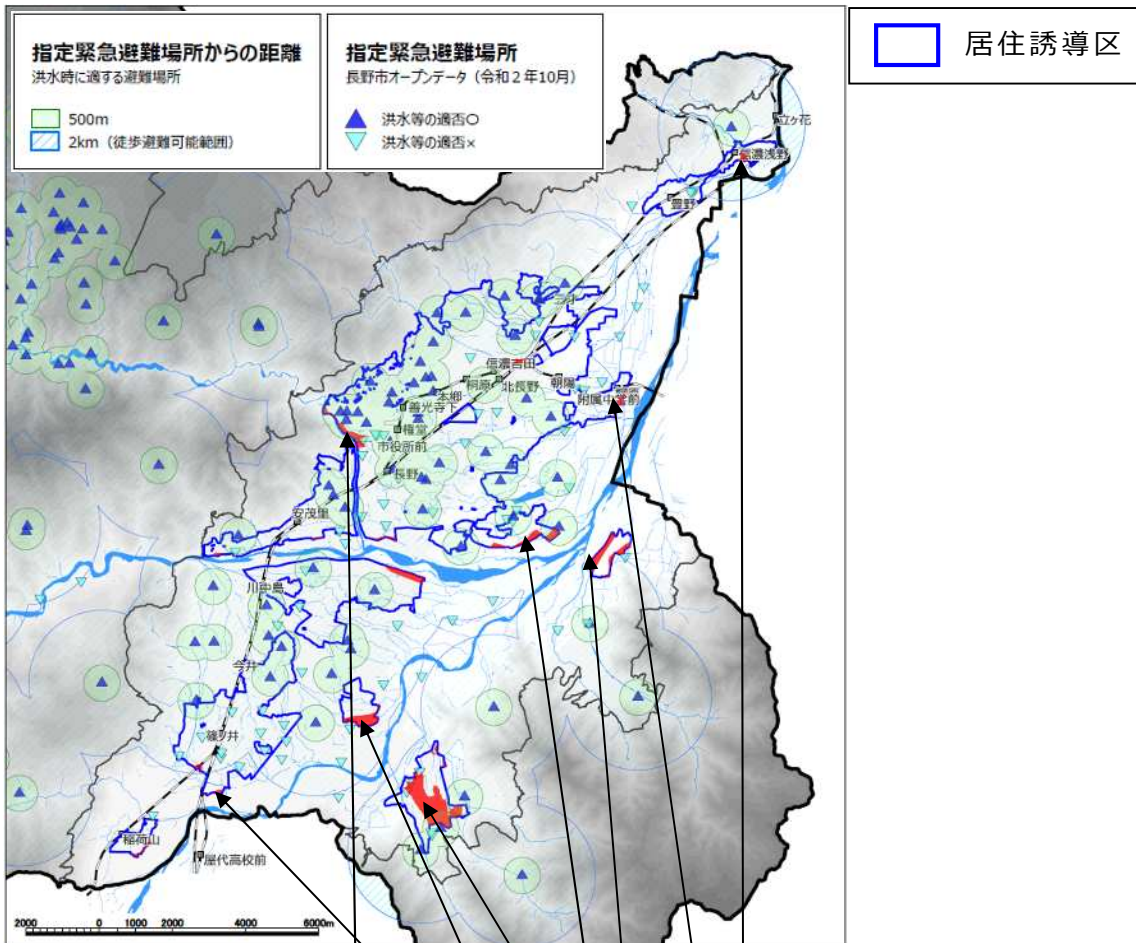 指定緊急避難場所からの距離
洪水時に適する避難場所
500m
2km（徒歩避難可能範囲）
指定緊急避難場所
長野市オープンデータ（令和２年10月）
洪水等の適否○
洪水等の適否×
居住誘導区
立ヶ花
信濃浅野
豊野
三才
信濃吉田
朝陽
桐原
北長野
本郷
附属中学前
善光寺下
権堂
市役所前
長野
安茂里
川中島
今井
篠ノ井
稲荷山
屋代高校前
2000 0 1000 2000 4000 6000m